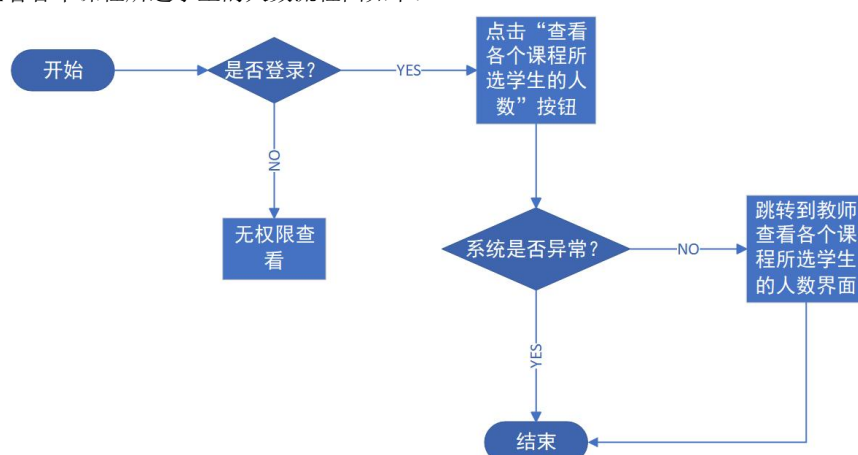 开始
是否登录？
YES
点击“查看
各个课程所
选学生的人
数”按钮
NO
无权限查
看
系统是否异常？
NO
跳转到教师
查看各个课
程所选学生
的人数界面
YES
结束